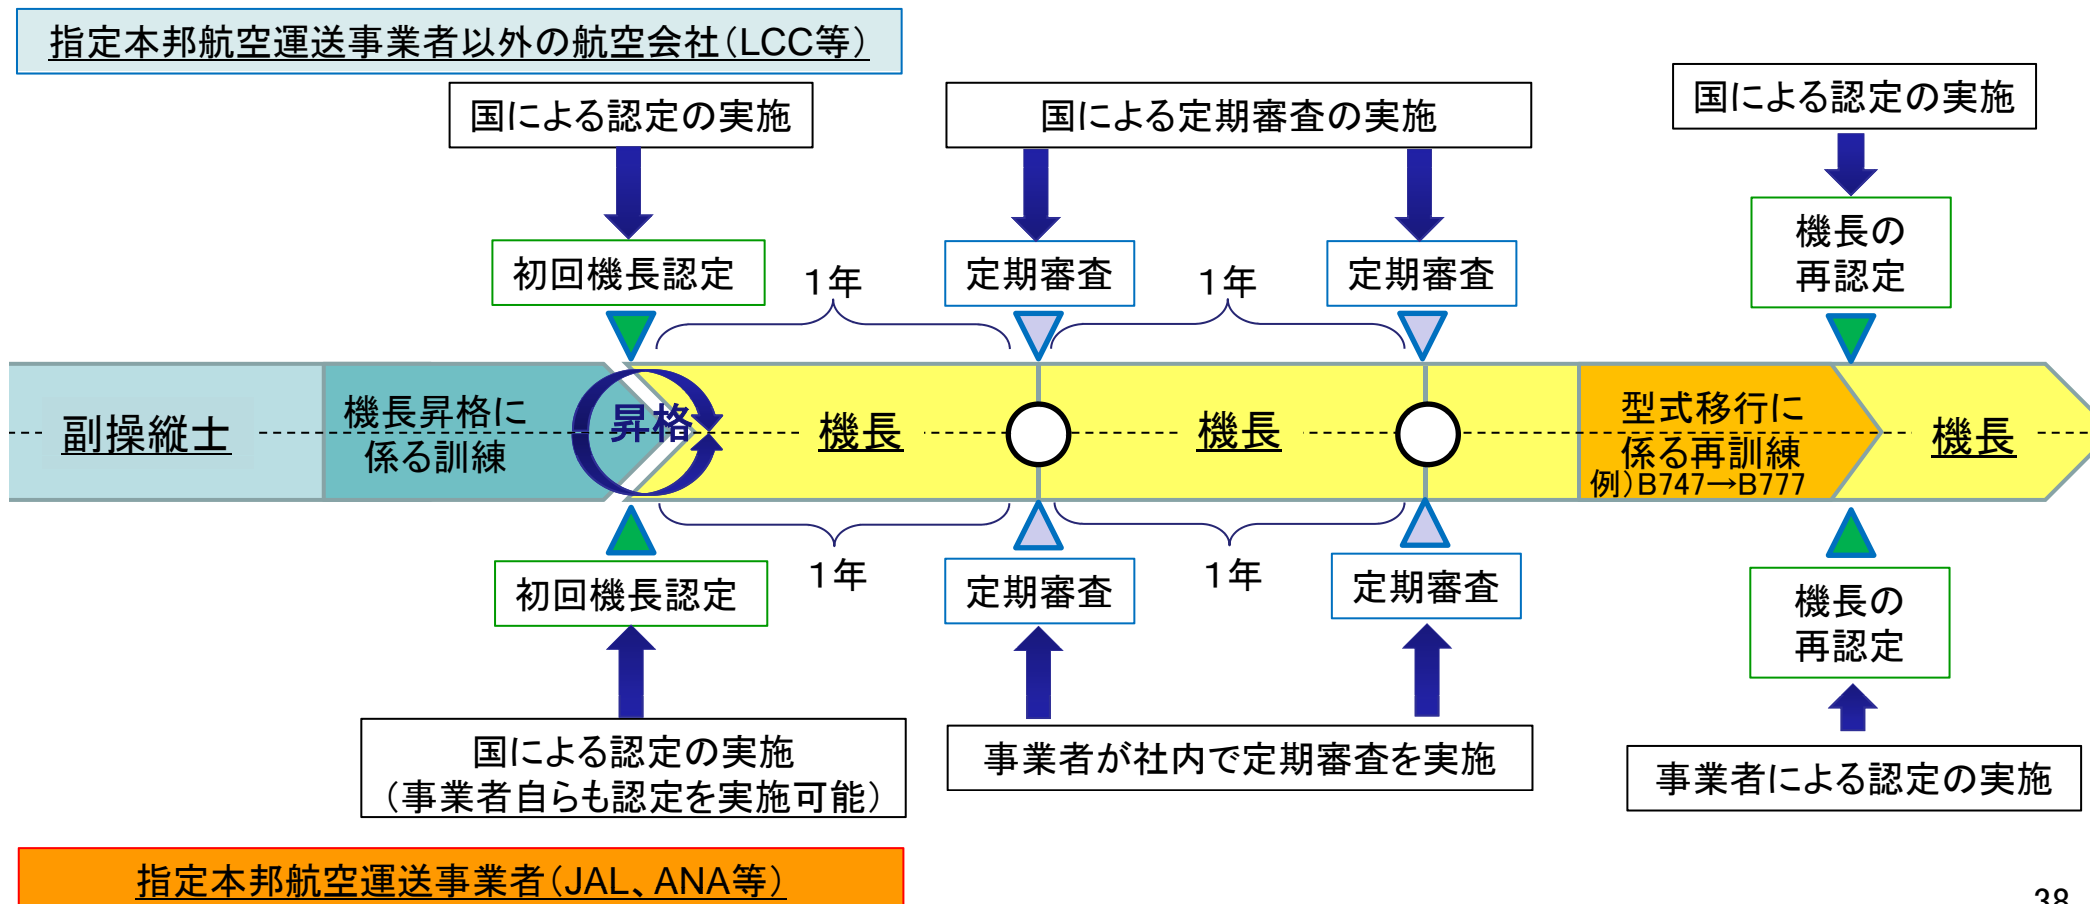 指定本邦航空運送事業者以外の航空会社（LCC等）
国による認定の実施
国による定期審査の実施
国による認定の実施
初回機長認定
1年
定期審査
1年
定期審査
機長の
再認定
副操縦士
機長昇格に
係る訓練
昇格
機長
機長
型式移行に
係る再訓練
例）B747→B777
機長
初回機長認定
1年
定期審査
1年
定期審査
機長の
再認定
国による認定の実施
（事業者自らも認定を実施可能）
事業者が社内で定期審査を実施
事業者による認定の実施
指定本邦航空運送事業者（JAL、ANA等）
38